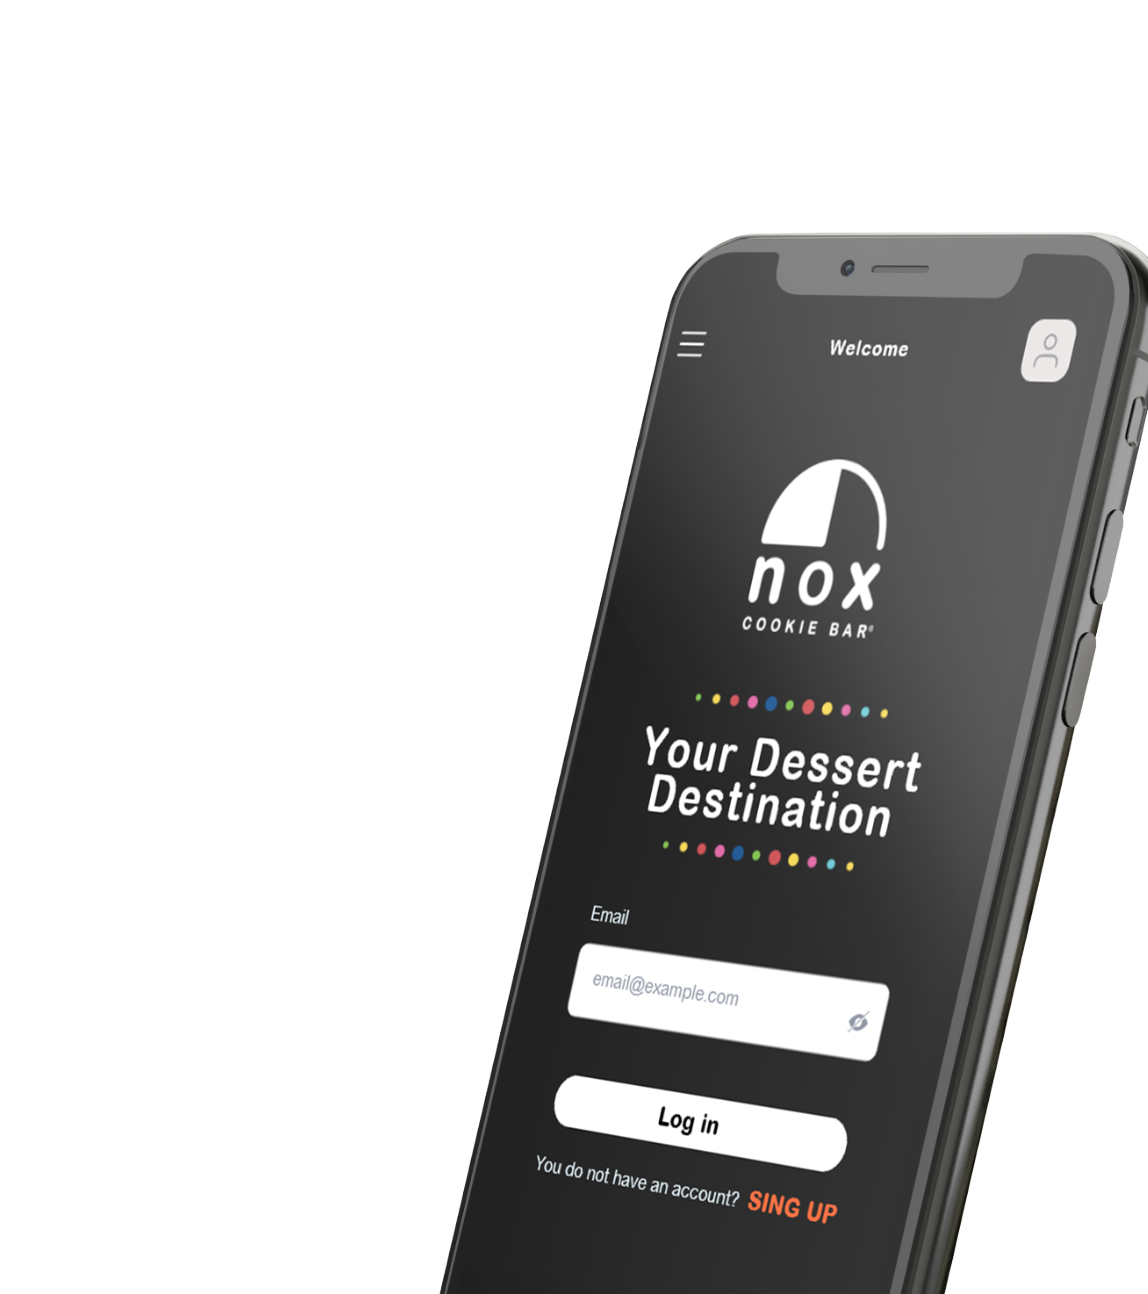 Welcome
nox
COOKIE BAR®
Your Dessert
Destination
Email
email@example.com
Log in
You do not have an account? SING UP